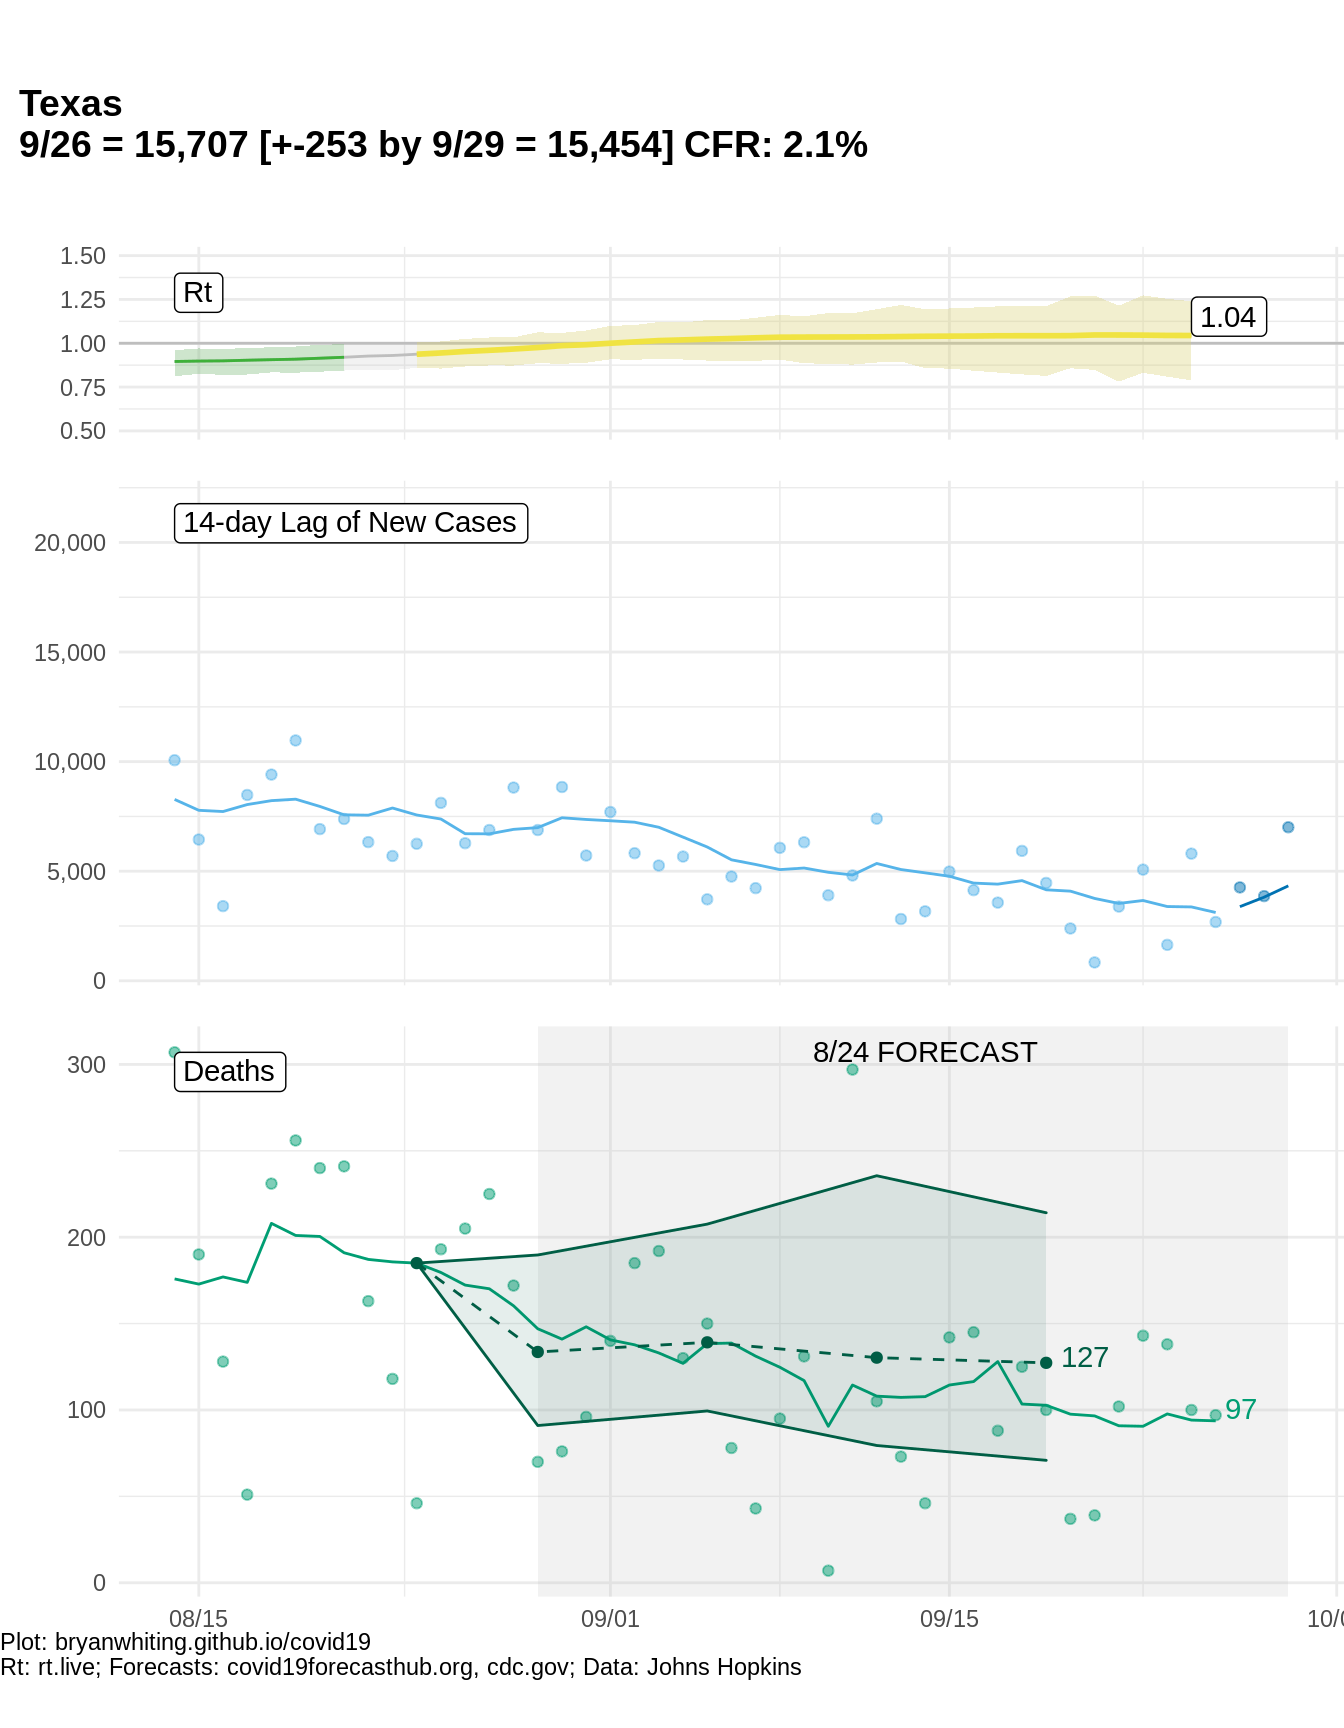 Texas
9/26 = 15,707 [+-253 by 9/29 = 15,454] CFR: 2.1%
1.50
1.25
1.00
0.75
0.50
Rt
1.04
14-day Lag of New Cases
20,000
15,000
10,000
5,000
0
8/24 FORECAST
Deaths
300
200
100
0
127
97
08/15
09/01
09/15
10/0
Plot: bryanwhiting.github.io/covid19
Rt: rt.live; Forecasts: covid19forecasthub.org, cdc.gov; Data: Johns Hopkins